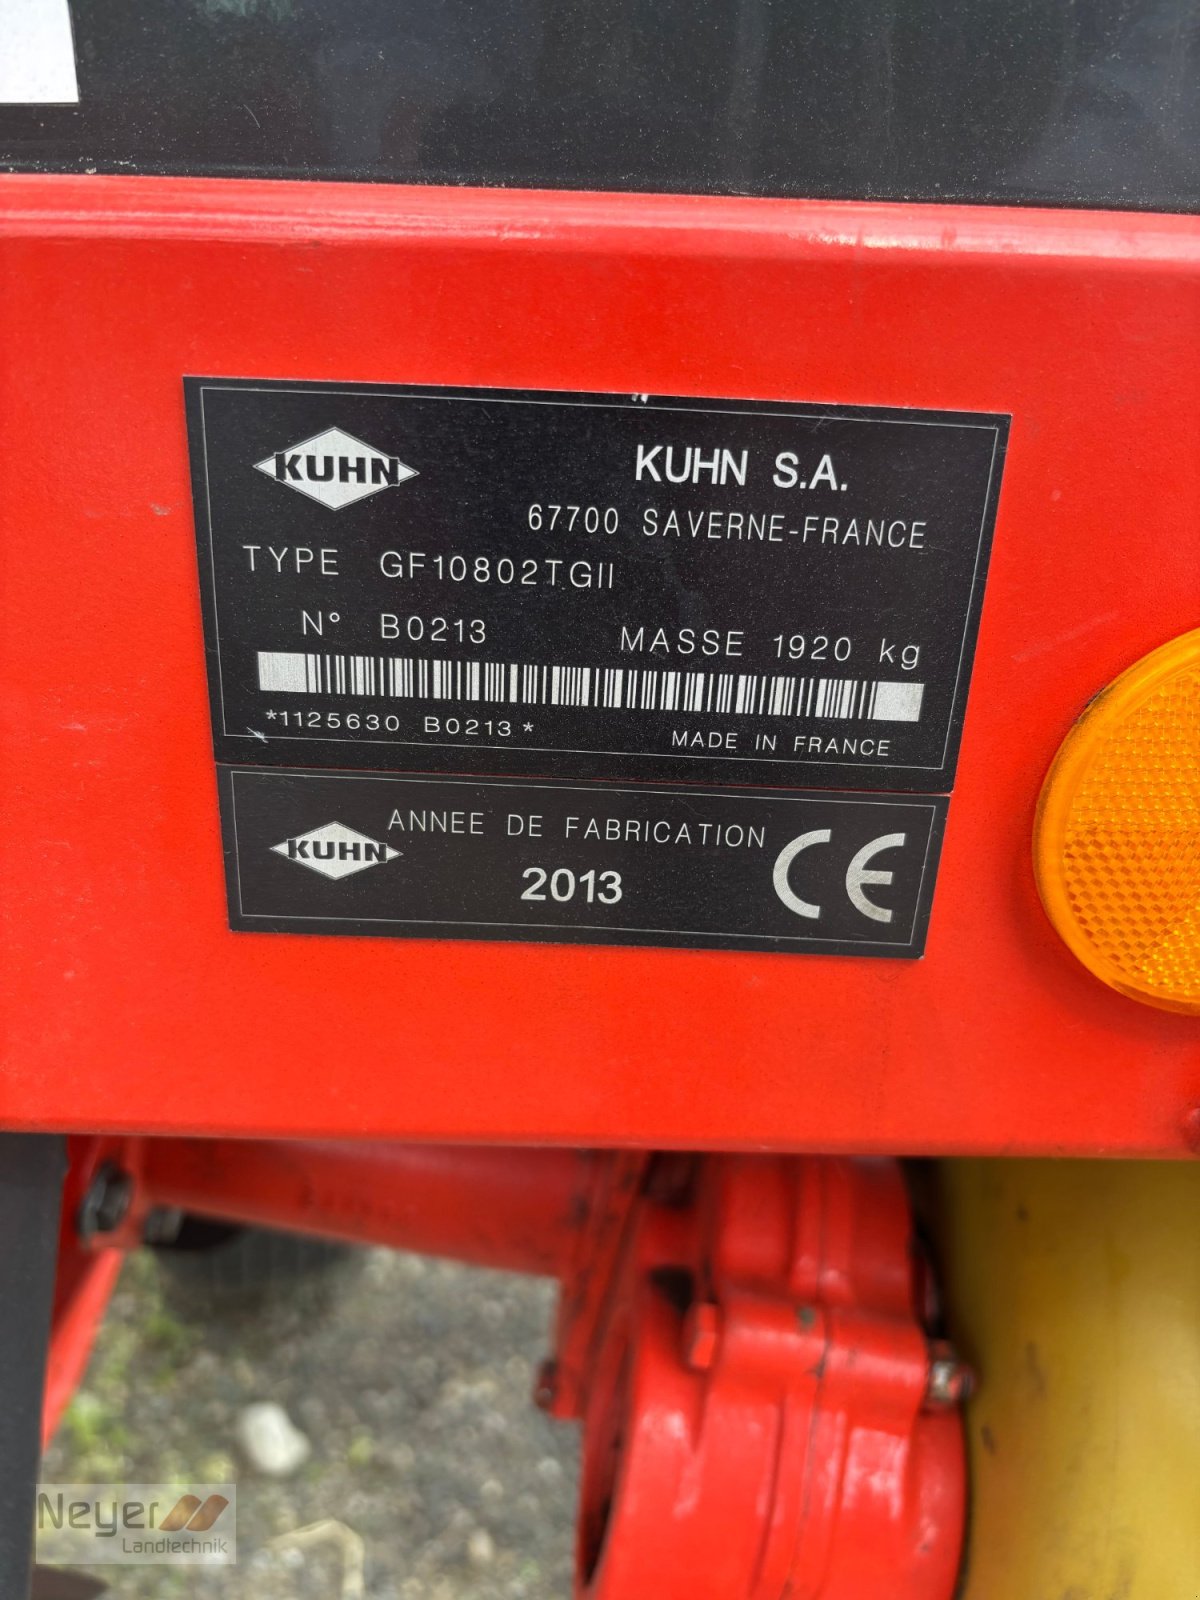 KUHN
KUHN S.A.
67700 SAVERNE-FRANCE
TYPE GF10802TGII
N° B0213 MASSE 1920 kg
*1125630 B0213*
MADE IN FRANCE
KUHN
ANNEE DE FABRICATION
2013
CE
Neyer
Landtechnik